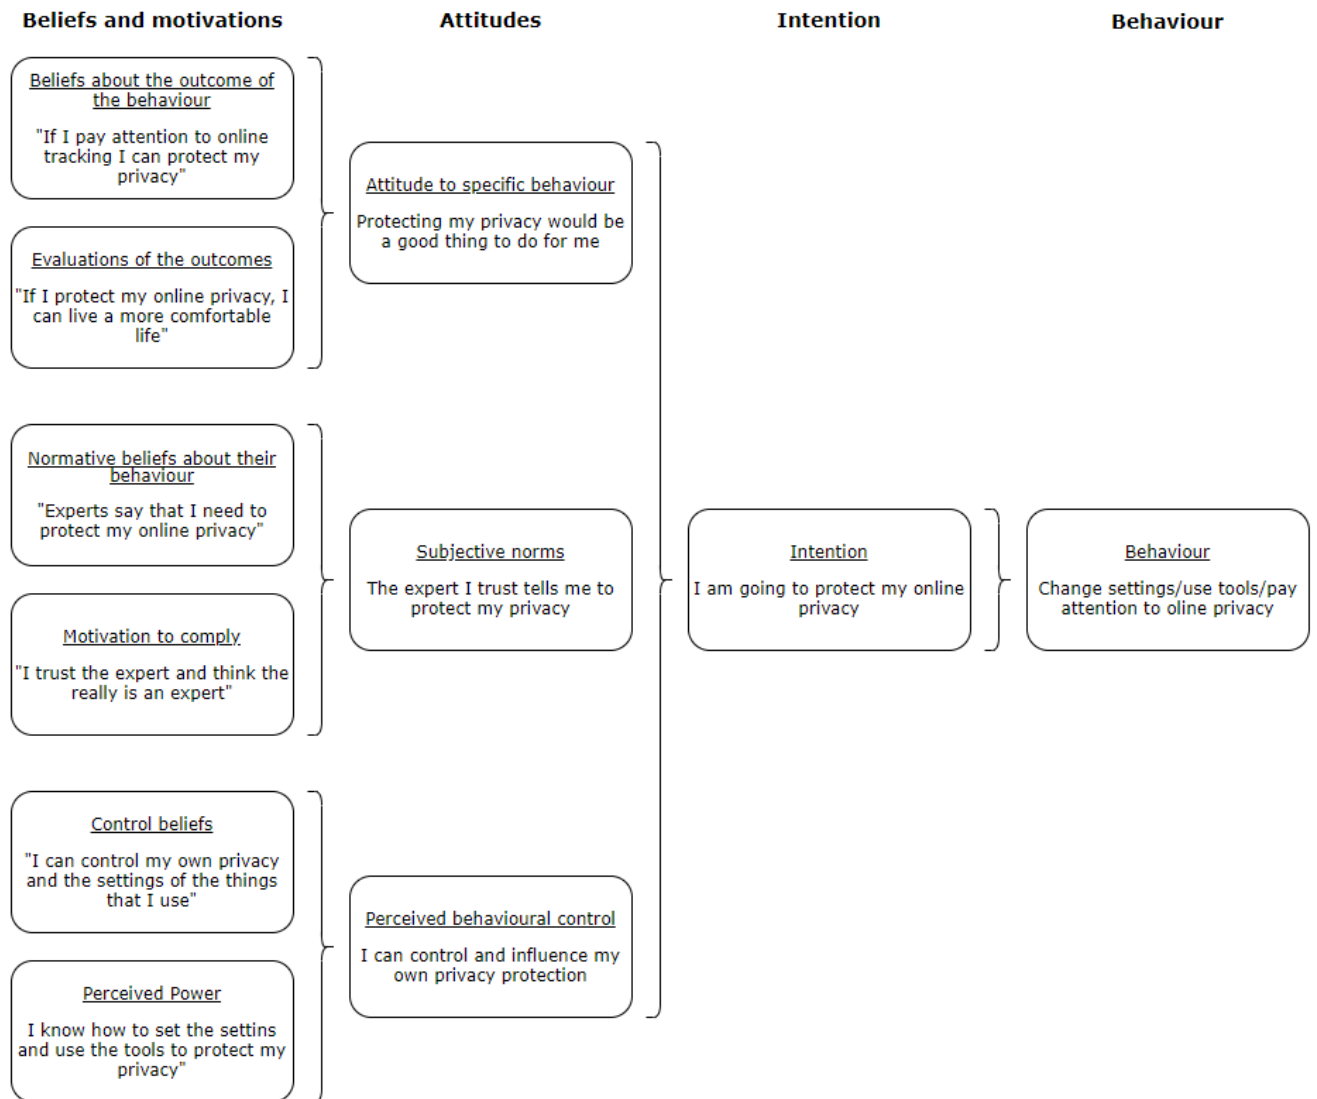 Beliefs and motivations
Attitudes
Intention
Behaviour
Beliefs about the outcome of
the behaviour
"If I pay attention to online
tracking I can protect my
privacy"
Evaluations of the outcomes
"If I protect my online privacy, I
can live a more comfortable
life"
Attitude to specific behaviour
Protecting my privacy would be
a good thing to do for me
Normative beliefs about their
behaviour
"Experts say that I need to
protect my online privacy"
Motivation to comply
"I trust the expert and think the
really is an expert"
Subjective norms
The expert I trust tells me to
protect my privacy
Intention
I am going to protect my online
privacy
Behaviour
Change settings/use tools/pay
attention to oline privacy
Control beliefs
"I can control my own privacy
and the settings of the things
that I use"
Perceived Power
I know how to set the settins
and use the tools to protect my
privacy"
Perceived behavioural control
I can control and influence my
own privacy protection